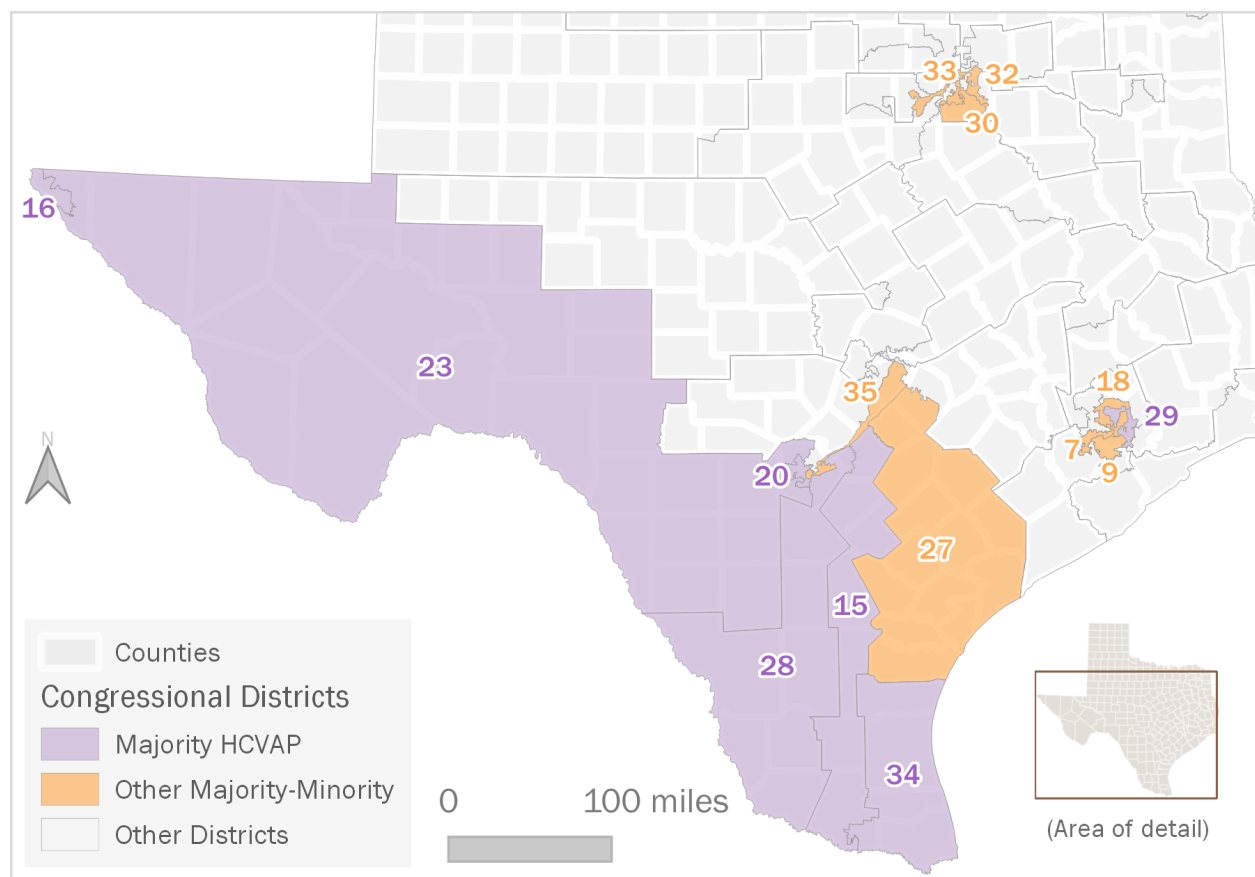 33
32
30
16
23
35
18
29
7
9
20
27
15
28
34
N
Counties
Congressional Districts
Majority HCVAP
Other Majority-Minority
Other Districts
0 100 miles
(Area of detail)